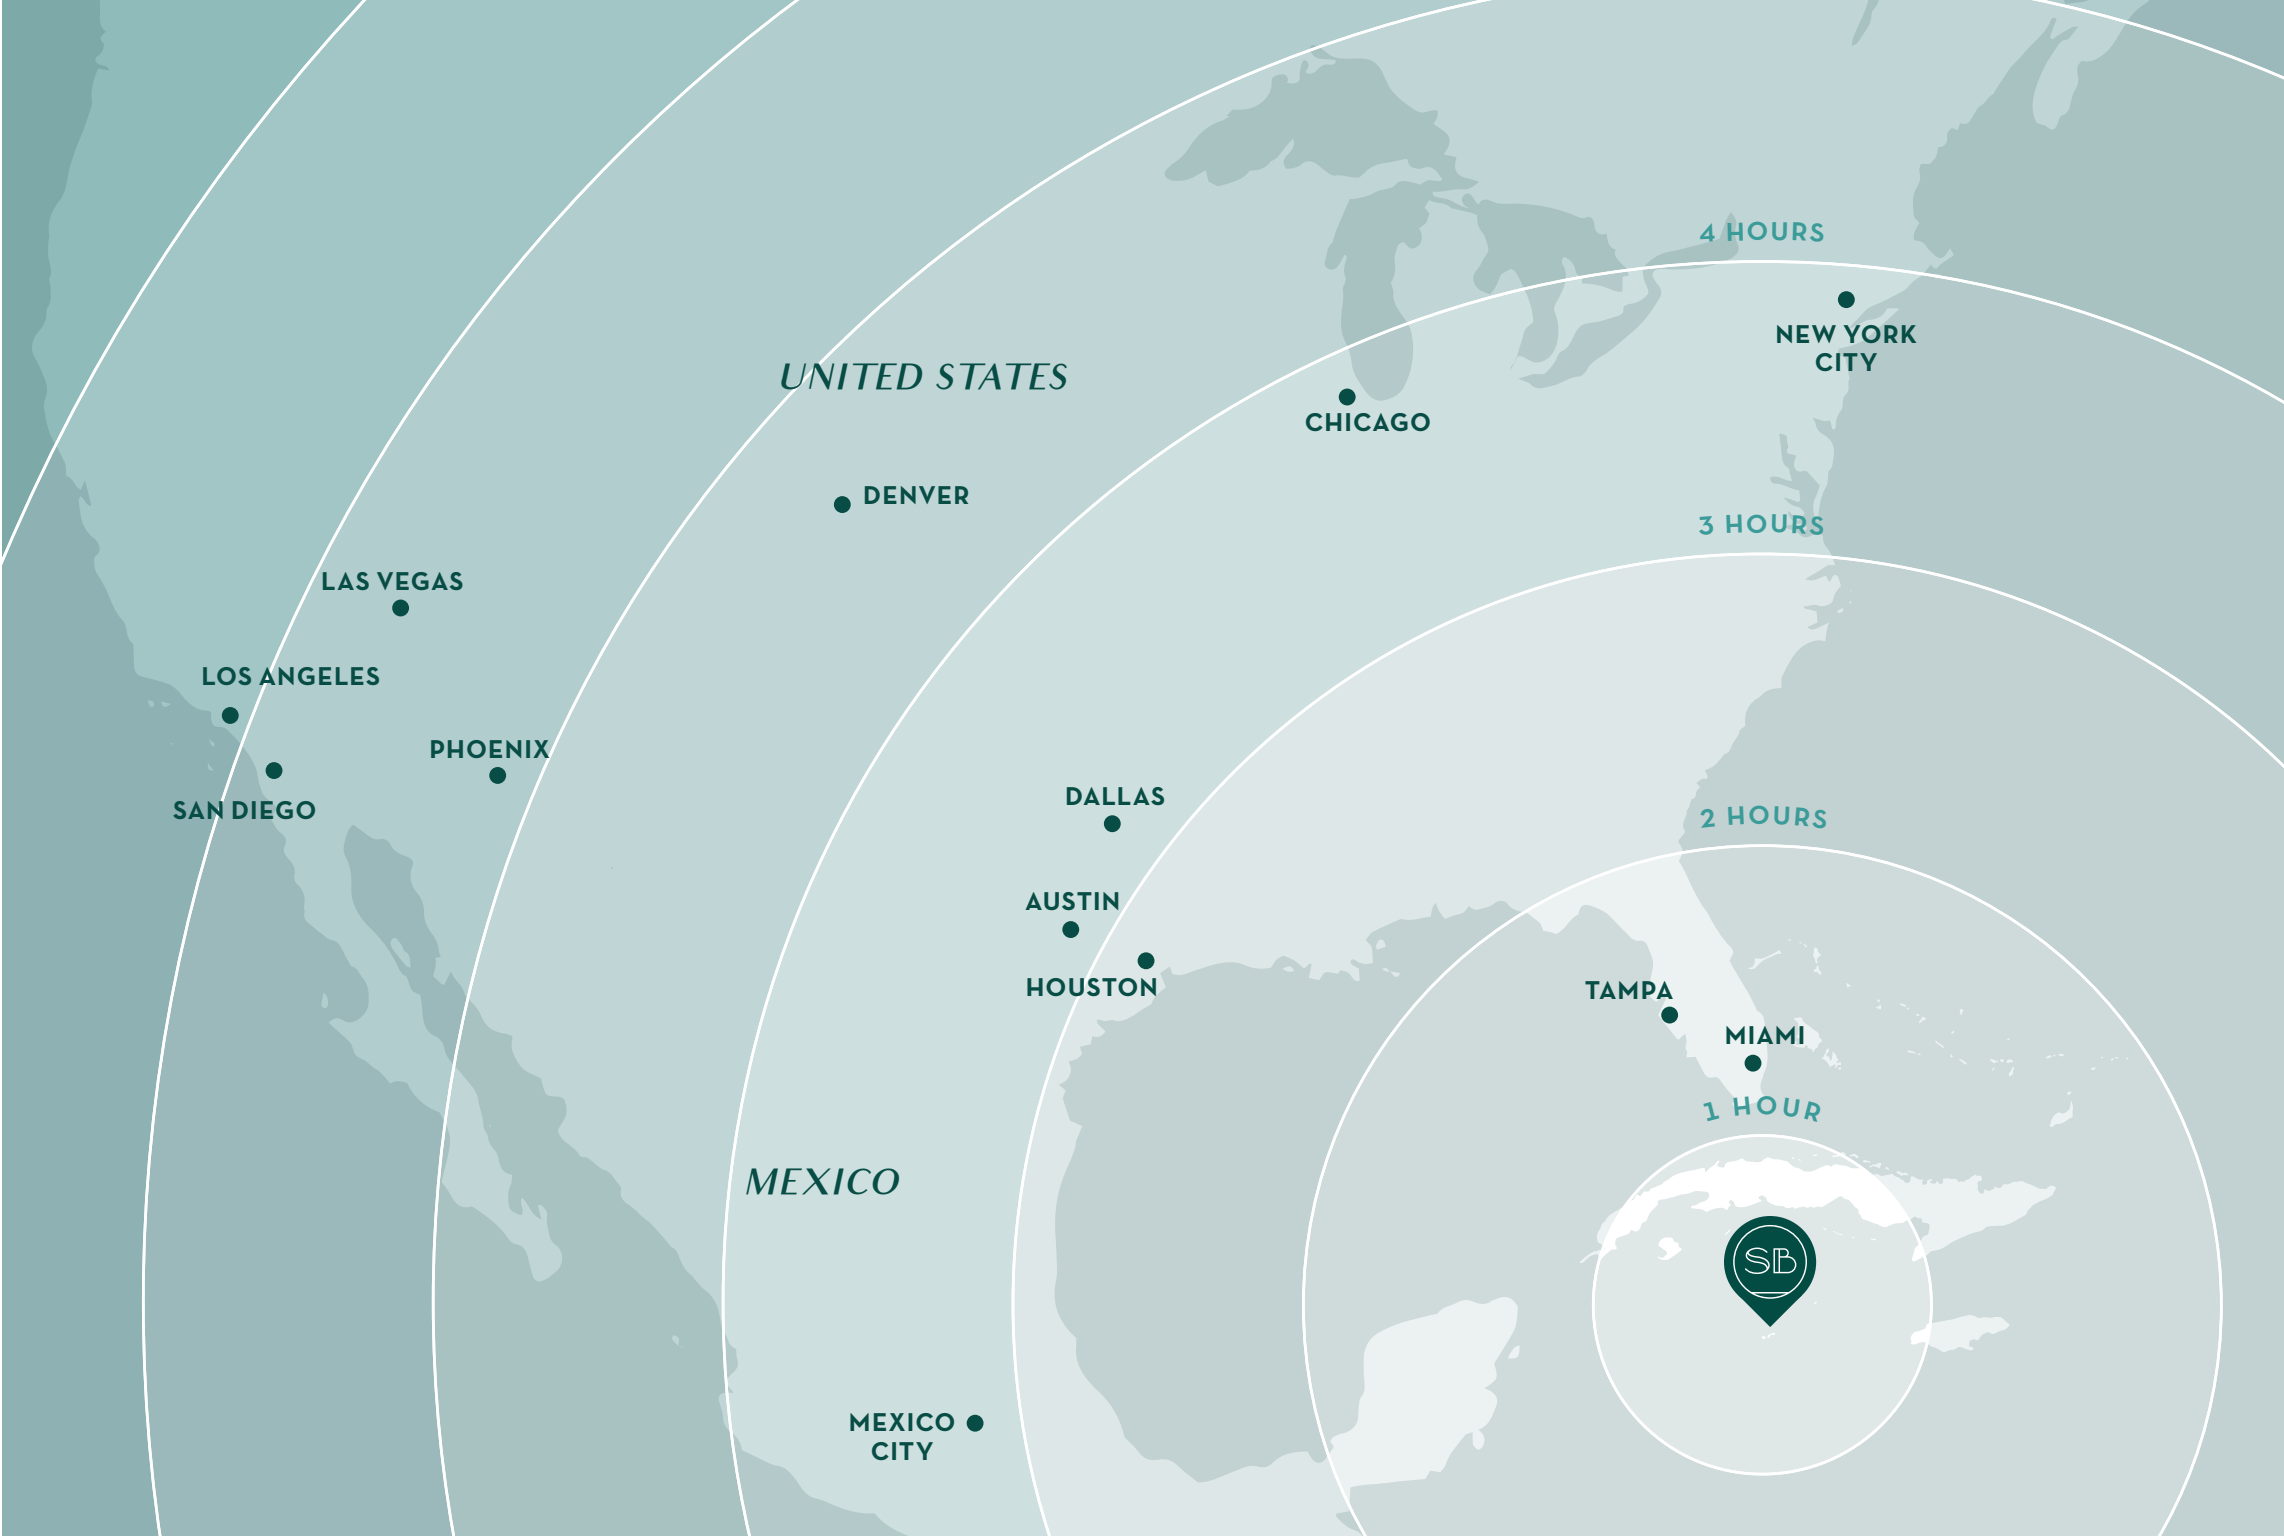 4 HOURS
NEW YORK
CITY
UNITED STATES
CHICAGO
DENVER
3 HOURS
LAS VEGAS
LOS ANGELES
PHOENIX
SAN DIEGO
DALLAS
2 HOURS
AUSTIN
HOUSTON
TAMPA
MIAMI
1 HOUR
MEXICO
SB
MEXICO
CITY